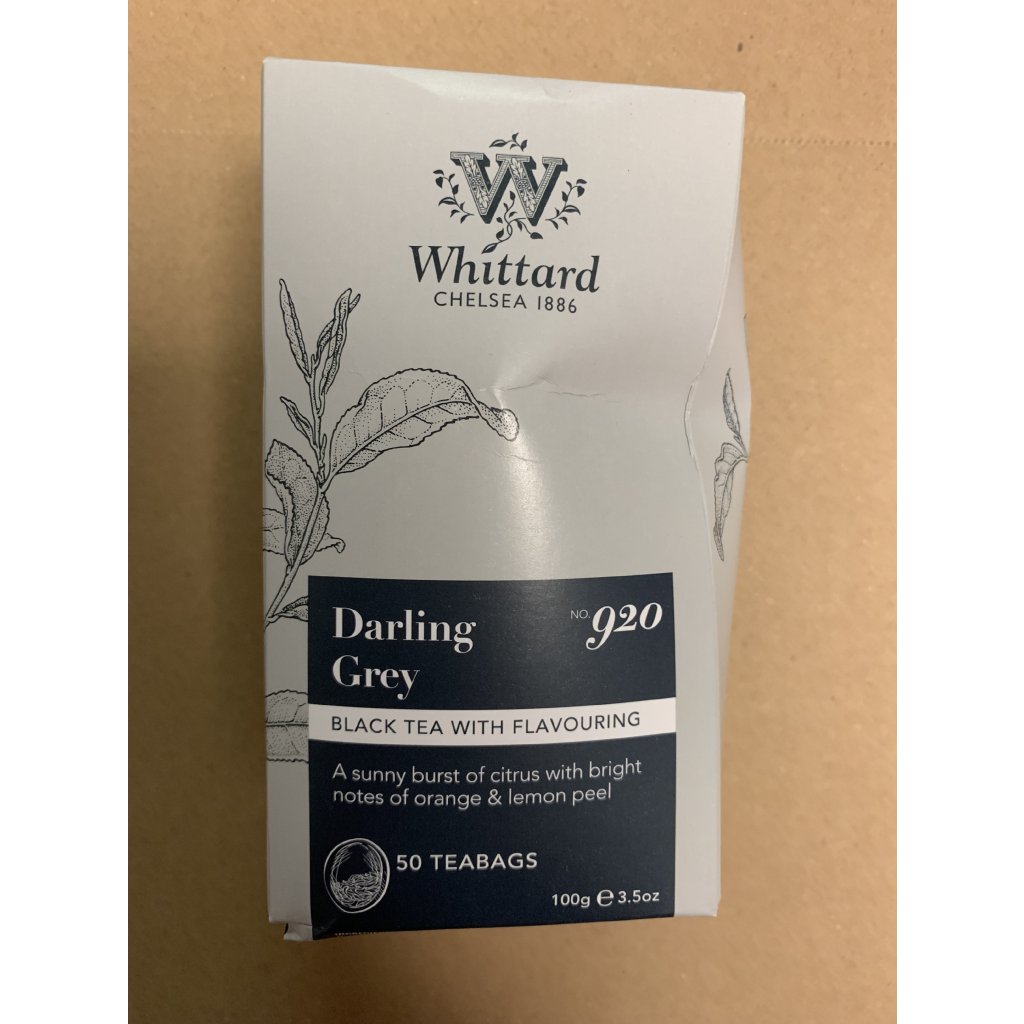 W
Whittard
CHELSEA 1886
Darling
Grey
NO. 920
BLACK TEA WITH FLAVOURING
A sunny burst of citrus with bright
notes of orange & lemon peel
50 TEABAGS
100g ℮ 3.5oz